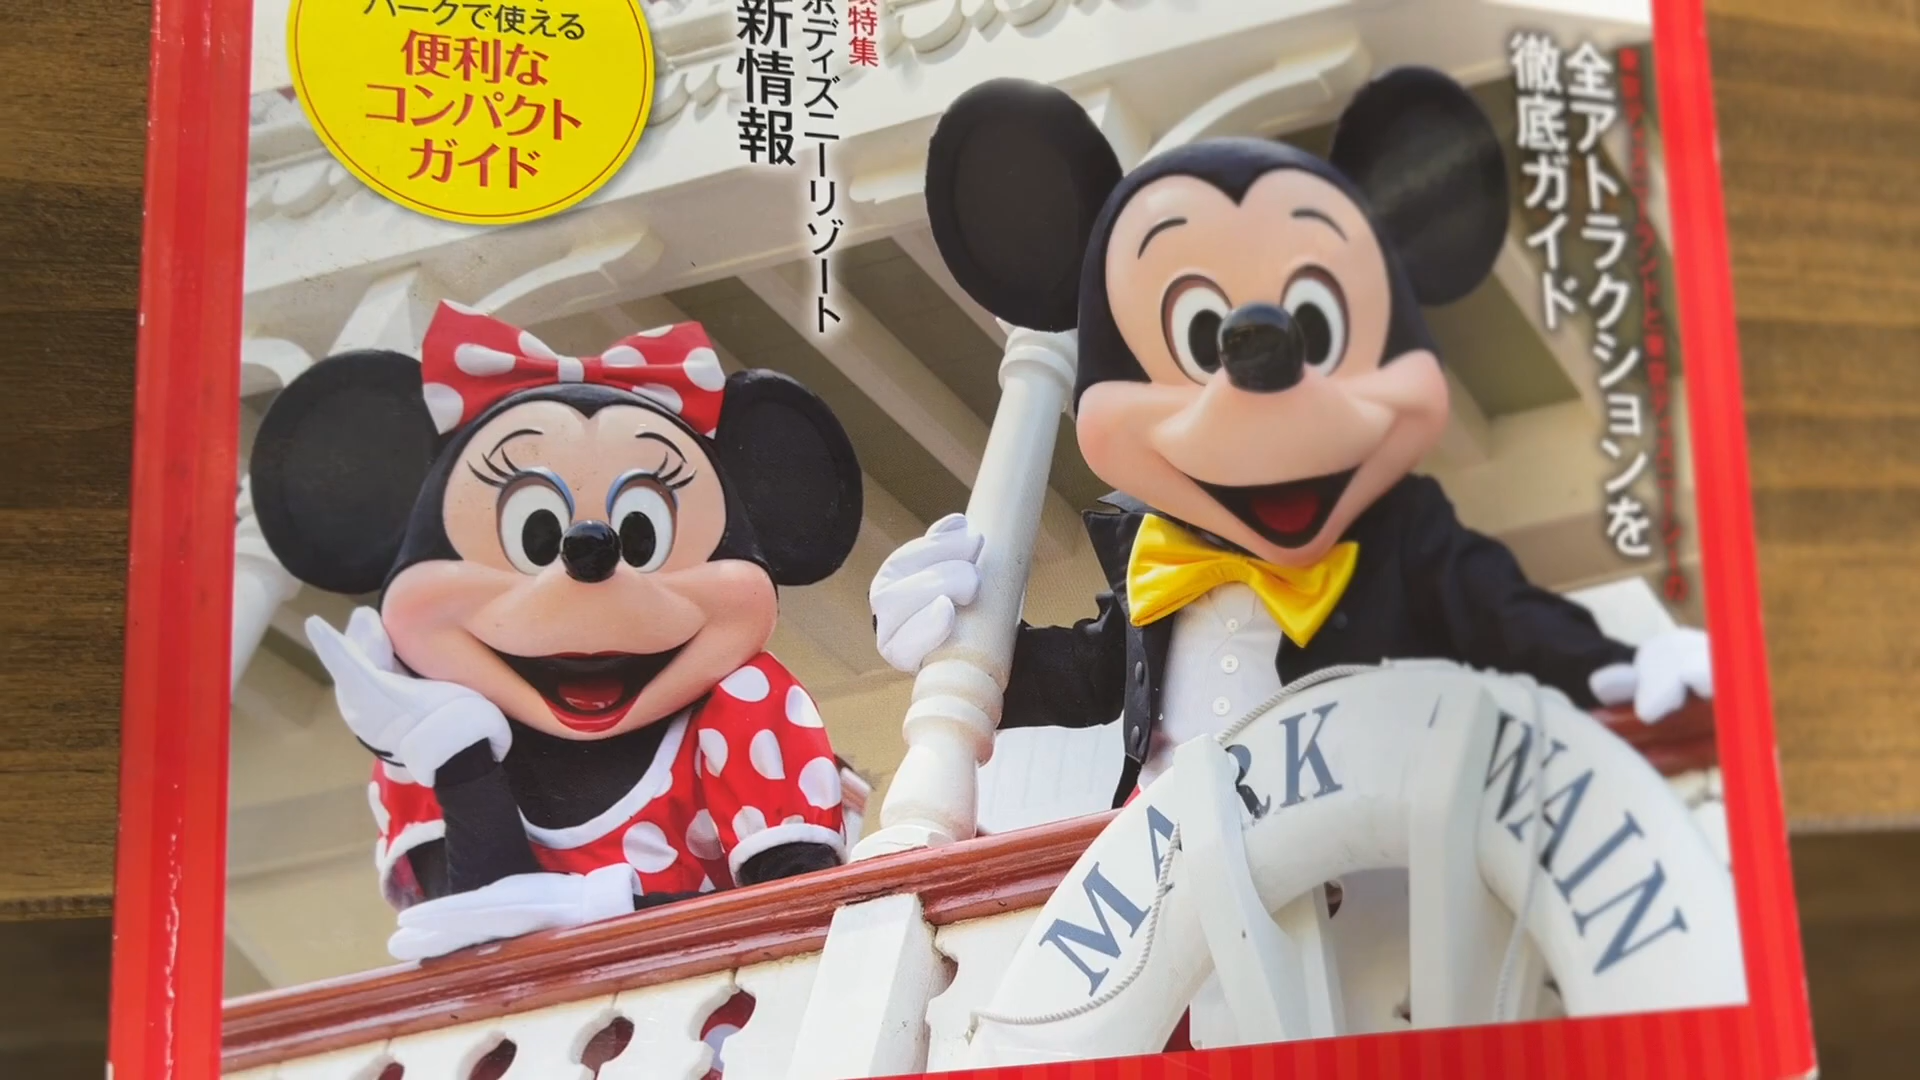 パークで使える
便利な
コンパクト
ガイド
特集
ディズニーリゾート
新情報
全アトラクションを
徹底ガイド
MARK
WAIN